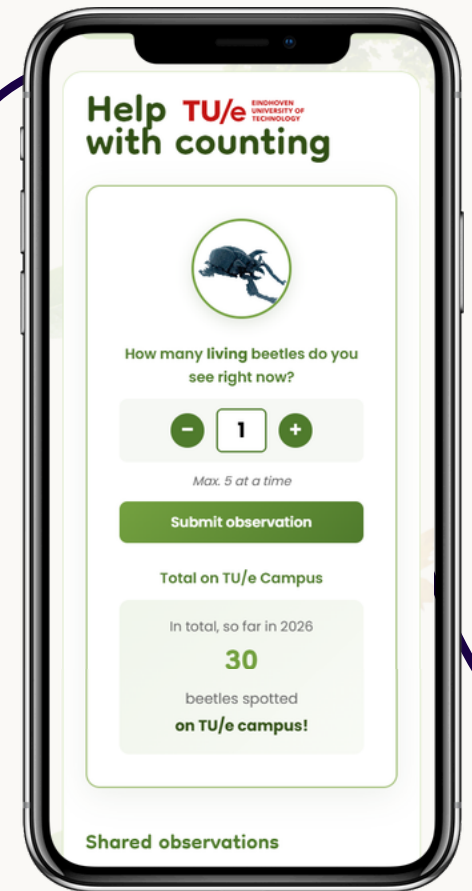 Help TU/e EINDHOVEN
UNIVERSITY OF
TECHNOLOGY
with counting
How many living beetles do you
see right now?
−
1
+
Max. 5 at a time
Submit observation
Total on TU/e Campus
In total, so far in 2026
30
beetles spotted
on TU/e campus!
Shared observations